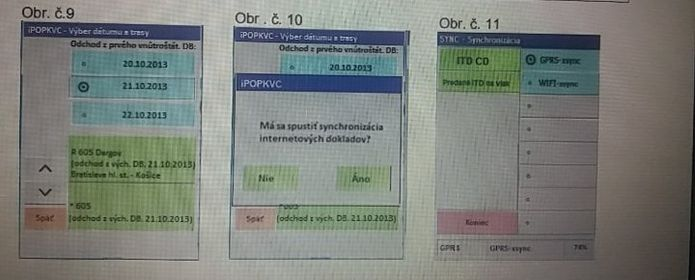 Obr. č.9
iPOPKVC - Výber dátumu a trasy
Odchod z prvého vnútroštát. DB:
20.10.2013
21.10.2013
22.10.2013
R 605 Dargov
(odchod z vých. DB. 21.10.2013)
Bratislava hl. st. - Košice
* 605
(odchod z vých. DB. 21.10.2013)
Späť
Obr . č. 10
iPOPKVC - Výber dátumu a trasy
Odchod z prvého vnútroštát. DB:
20.10.2013
iPOPKVC
Má sa spustiť synchronizácia
internetových dokladov?
Nie
Áno
Späť
(odchod z vých. DB. 21.10.2013)
Obr. č. 11
SYNC - Synchronizácia
ITD CD
GPRS-sync
Predané ITD na vlak
WIFI-sync
Koniec
GPRS
GPRS-sync